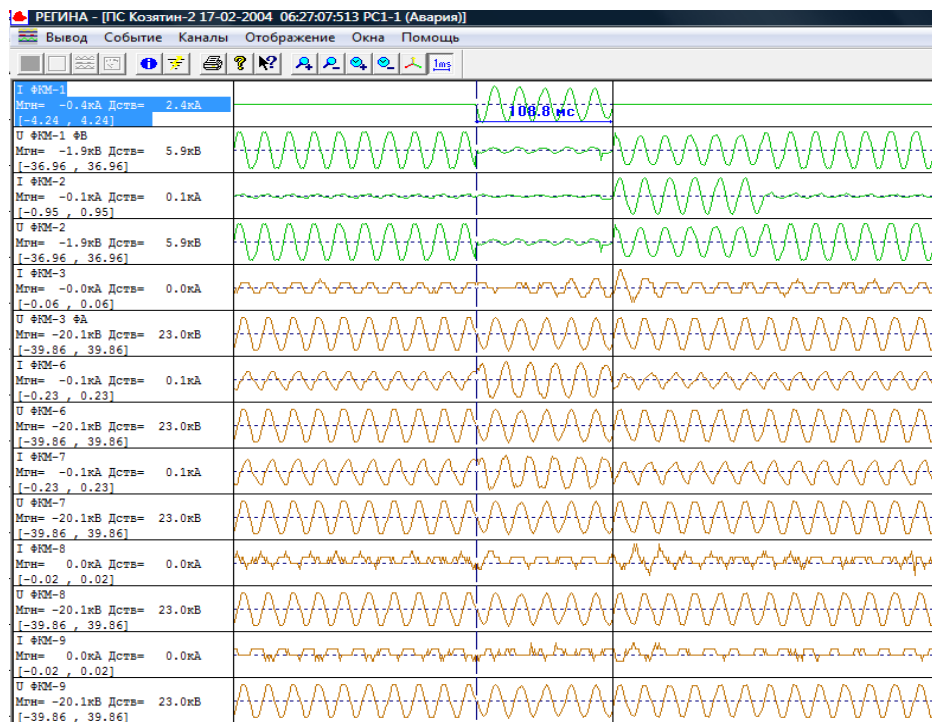 РЕГИНА - [ПС Козятин-2 17-02-2004 06:27:07:513 РС1-1 (Авария)]
Вывод Событие Каналы Отображение Окна Помощь
1ms
I ФКМ-1
Мгн= -0.4кА Дств= 2.4кА
[-4.24 , 4.24]
108.8 мс
U ФКМ-1 ФВ
Мгн= -1.9кВ Дств= 5.9кВ
[-36.96 , 36.96]
I ФКМ-2
Мгн= -0.1кА Дств= 0.1кА
[-0.95 , 0.95]
U ФКМ-2
Мгн= -1.9кВ Дств= 5.9кВ
[-36.96 , 36.96]
I ФКМ-3
Мгн= -0.0кА Дств= 0.0кА
[-0.06 , 0.06]
U ФКМ-3 ФА
Мгн= -20.1кВ Дств= 23.0кВ
[-39.86 , 39.86]
I ФКМ-6
Мгн= -0.1кА Дств= 0.1кА
[-0.23 , 0.23]
U ФКМ-6
Мгн= -20.1кВ Дств= 23.0кВ
[-39.86 , 39.86]
I ФКМ-7
Мгн= -0.1кА Дств= 0.1кА
[-0.23 , 0.23]
U ФКМ-7
Мгн= -20.1кВ Дств= 23.0кВ
[-39.86 , 39.86]
I ФКМ-8
Мгн= 0.0кА Дств= 0.0кА
[-0.02 , 0.02]
U ФКМ-8
Мгн= -20.1кВ Дств= 23.0кВ
[-39.86 , 39.86]
I ФКМ-9
Мгн= 0.0кА Дств= 0.0кА
[-0.02 , 0.02]
U ФКМ-9
Мгн= -20.1кВ Дств= 23.0кВ
[-39.86 , 39.86]